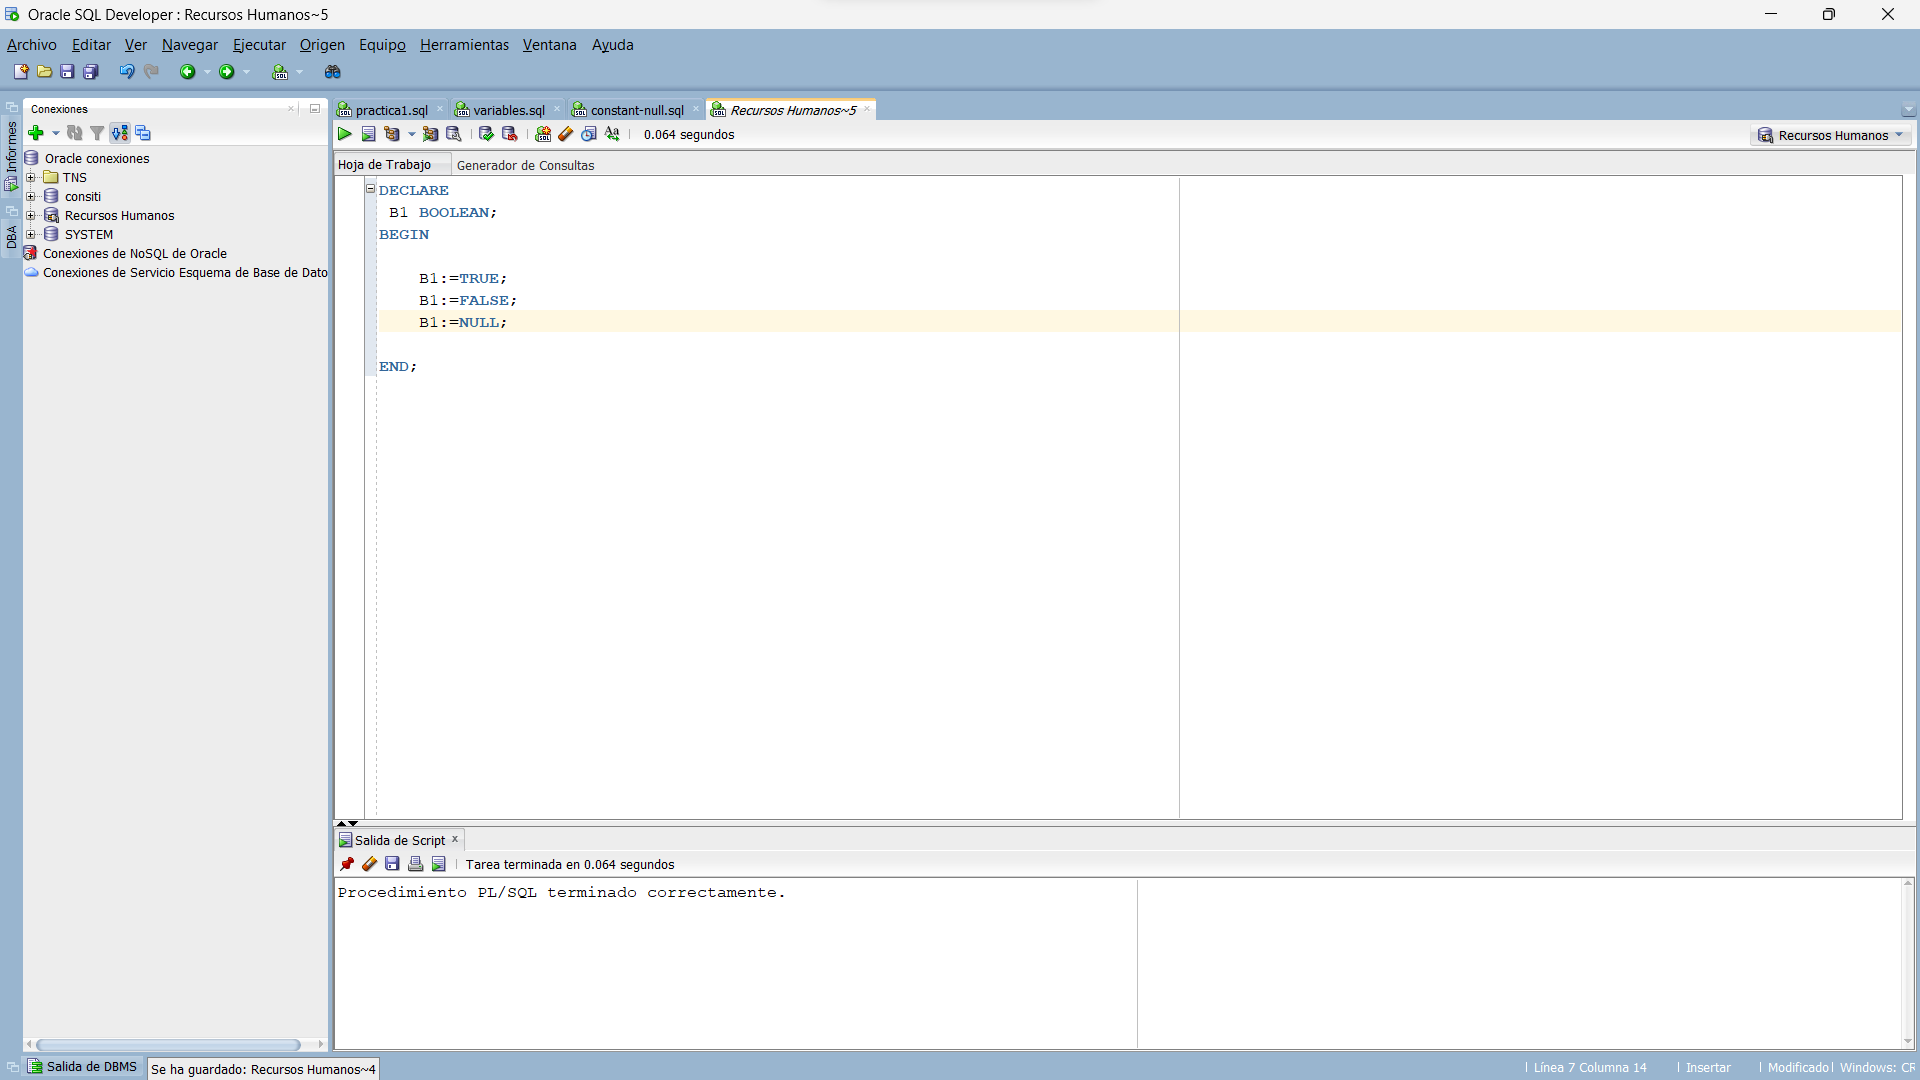 Oracle SQL Developer : Recursos Humanos~5
Archivo Editar Ver Navegar Ejecutar Origen Equipo Herramientas Ventana Ayuda
Informes
DBA
Conexiones
Oracle conexiones
TNS
consiti
Recursos Humanos
SYSTEM
Conexiones de NoSQL de Oracle
Conexiones de Servicio Esquema de Base de Dato
practica1.sql variables.sql constant-null.sql Recursos Humanos~5
0.064 segundos
Recursos Humanos
Hoja de Trabajo Generador de Consultas
DECLARE
B1 BOOLEAN;
BEGIN
B1:=TRUE;
B1:=FALSE;
B1:=NULL;
END;
Salida de Script
Tarea terminada en 0.064 segundos
Procedimiento PL/SQL terminado correctamente.
Salida de DBMS
Se ha guardado: Recursos Humanos~4
Línea 7 Columna 14 Insertar Modificado Windows: CR